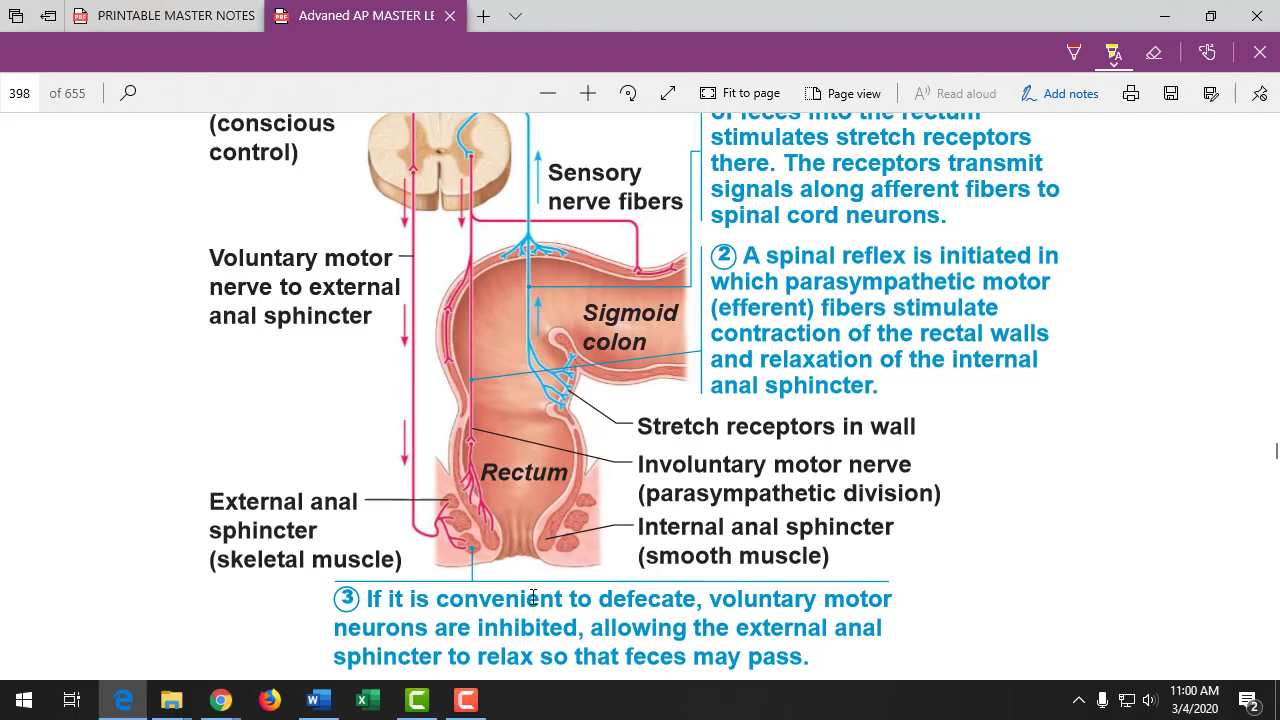 PRINTABLE MASTER NOTES
Advaned AP MASTER LE
398 of 655
Fit to page
Page view
Read aloud
Add notes
(conscious
control)
of feces into the rectum
stimulates stretch receptors
there. The receptors transmit
signals along afferent fibers to
spinal cord neurons.
Sensory
nerve fibers
Voluntary motor
nerve to external
anal sphincter
2 A spinal reflex is initiated in
which parasympathetic motor
(efferent) fibers stimulate
contraction of the rectal walls
and relaxation of the internal
anal sphincter.
Sigmoid
colon
Stretch receptors in wall
Involuntary motor nerve
(parasympathetic division)
Rectum
External anal
sphincter
(skeletal muscle)
Internal anal sphincter
(smooth muscle)
3 If it is convenient to defecate, voluntary motor
neurons are inhibited, allowing the external anal
sphincter to relax so that feces may pass.
11:00 AM
3/4/2020
2